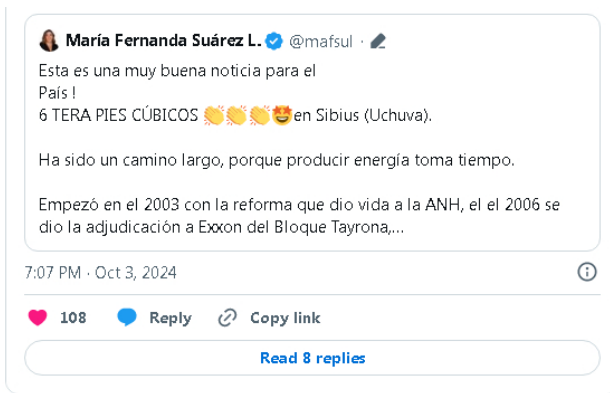 María Fernanda Suárez L. @mafsul ·
Esta es una muy buena noticia para el
País !
6 TERA PIES CÚBICOS 👏👏👏🤩en Sibius (Uchuva).
Ha sido un camino largo, porque producir energía toma tiempo.
Empezó en el 2003 con la reforma que dio vida a la ANH, el el 2006 se
dio la adjudicación a Exxon del Bloque Tayrona,...
7:07 PM · Oct 3, 2024
108 Reply Copy link
Read 8 replies